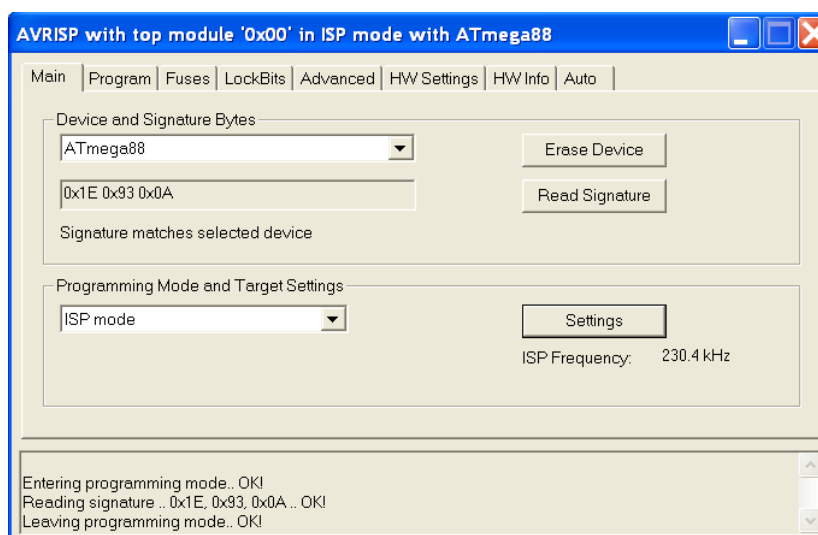 AVRISP with top module '0x00' in ISP mode with ATmega88
Main Program Fuses LockBits Advanced HW Settings HW Info Auto
Device and Signature Bytes
ATmega88
Erase Device
0x1E 0x93 0x0A
Read Signature
Signature matches selected device
Programming Mode and Target Settings
ISP mode
Settings
ISP Frequency: 230.4 kHz
Entering programming mode.. OK!
Reading signature .. 0x1E, 0x93, 0x0A .. OK!
Leaving programming mode.. OK!